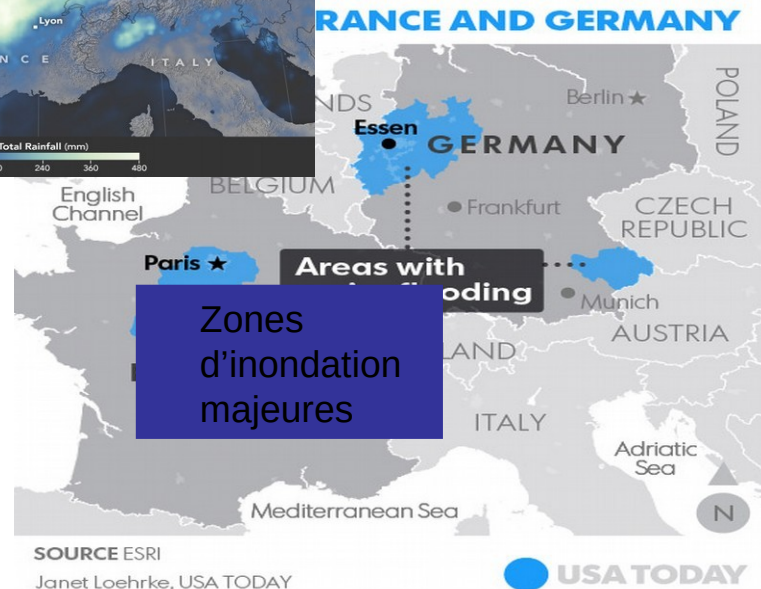 Lyon
N C E
ITALY
Total Rainfall (mm)
240 360 480
RANCE AND GERMANY
NDS
Berlin
POLAND
Essen
GERMANY
English
Channel
BELGIUM
Frankfurt
CZECH
REPUBLIC
Paris
Areas with
oding
Munich
Zones
d’inondation
majeures
LAND
AUSTRIA
ITALY
Adriatic
Sea
Mediterranean Sea
N
SOURCE ESRI
Janet Loehrke, USA TODAY
USA TODAY